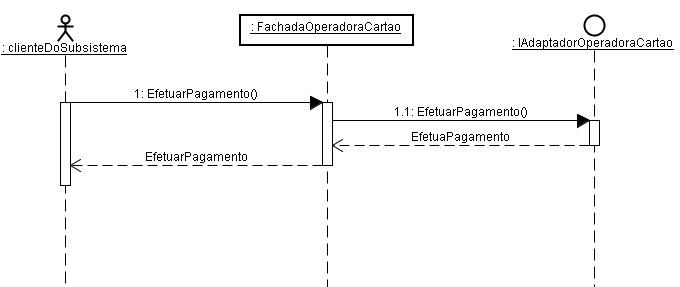 : clienteDoSubsistema
: FachadaOperadoraCartao
: IAdaptadorOperadoraCartao
1: EfetuarPagamento()
1.1: EfetuarPagamento()
EfetuaPagamento
EfetuarPagamento